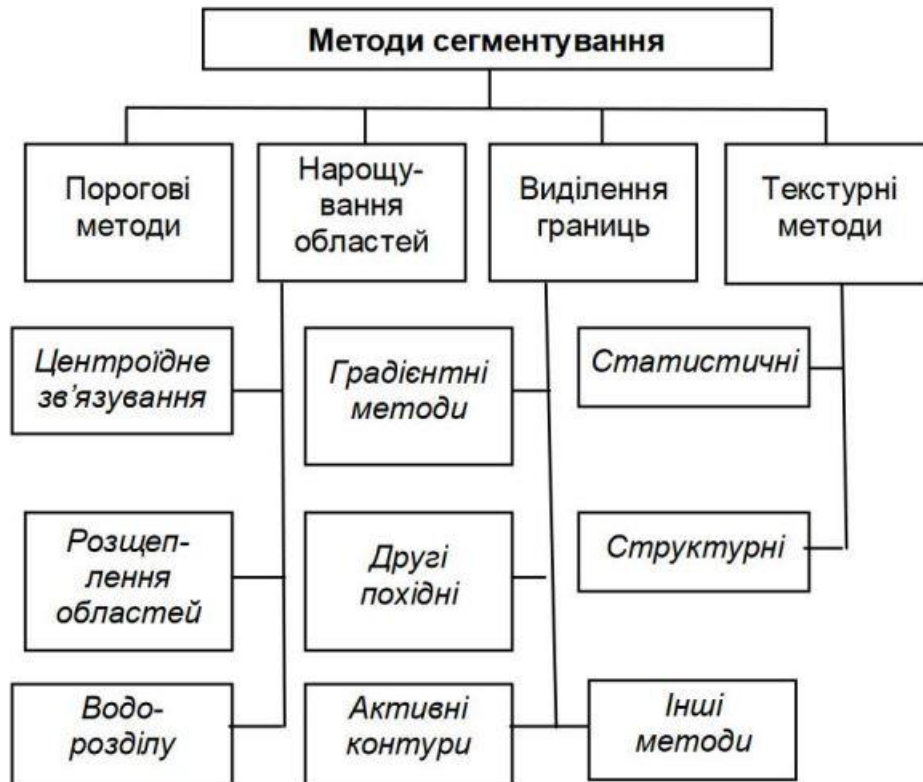 Методи сегментування
Порогові
методи
Нарощу-
вання
областей
Виділення
границь
Текстурні
методи
Центроїдне
зв’язування
Градієнтні
методи
Статистичні
Розщеп-
лення
областей
Другі
похідні
Структурні
Водо-
розділу
Активні
контури
Інші
методи